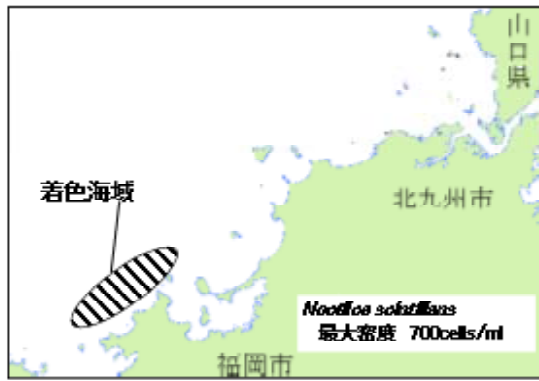 山口県
北九州市
着色海域
Noctilca scintillans
最大密度 700cells/ml
福岡市